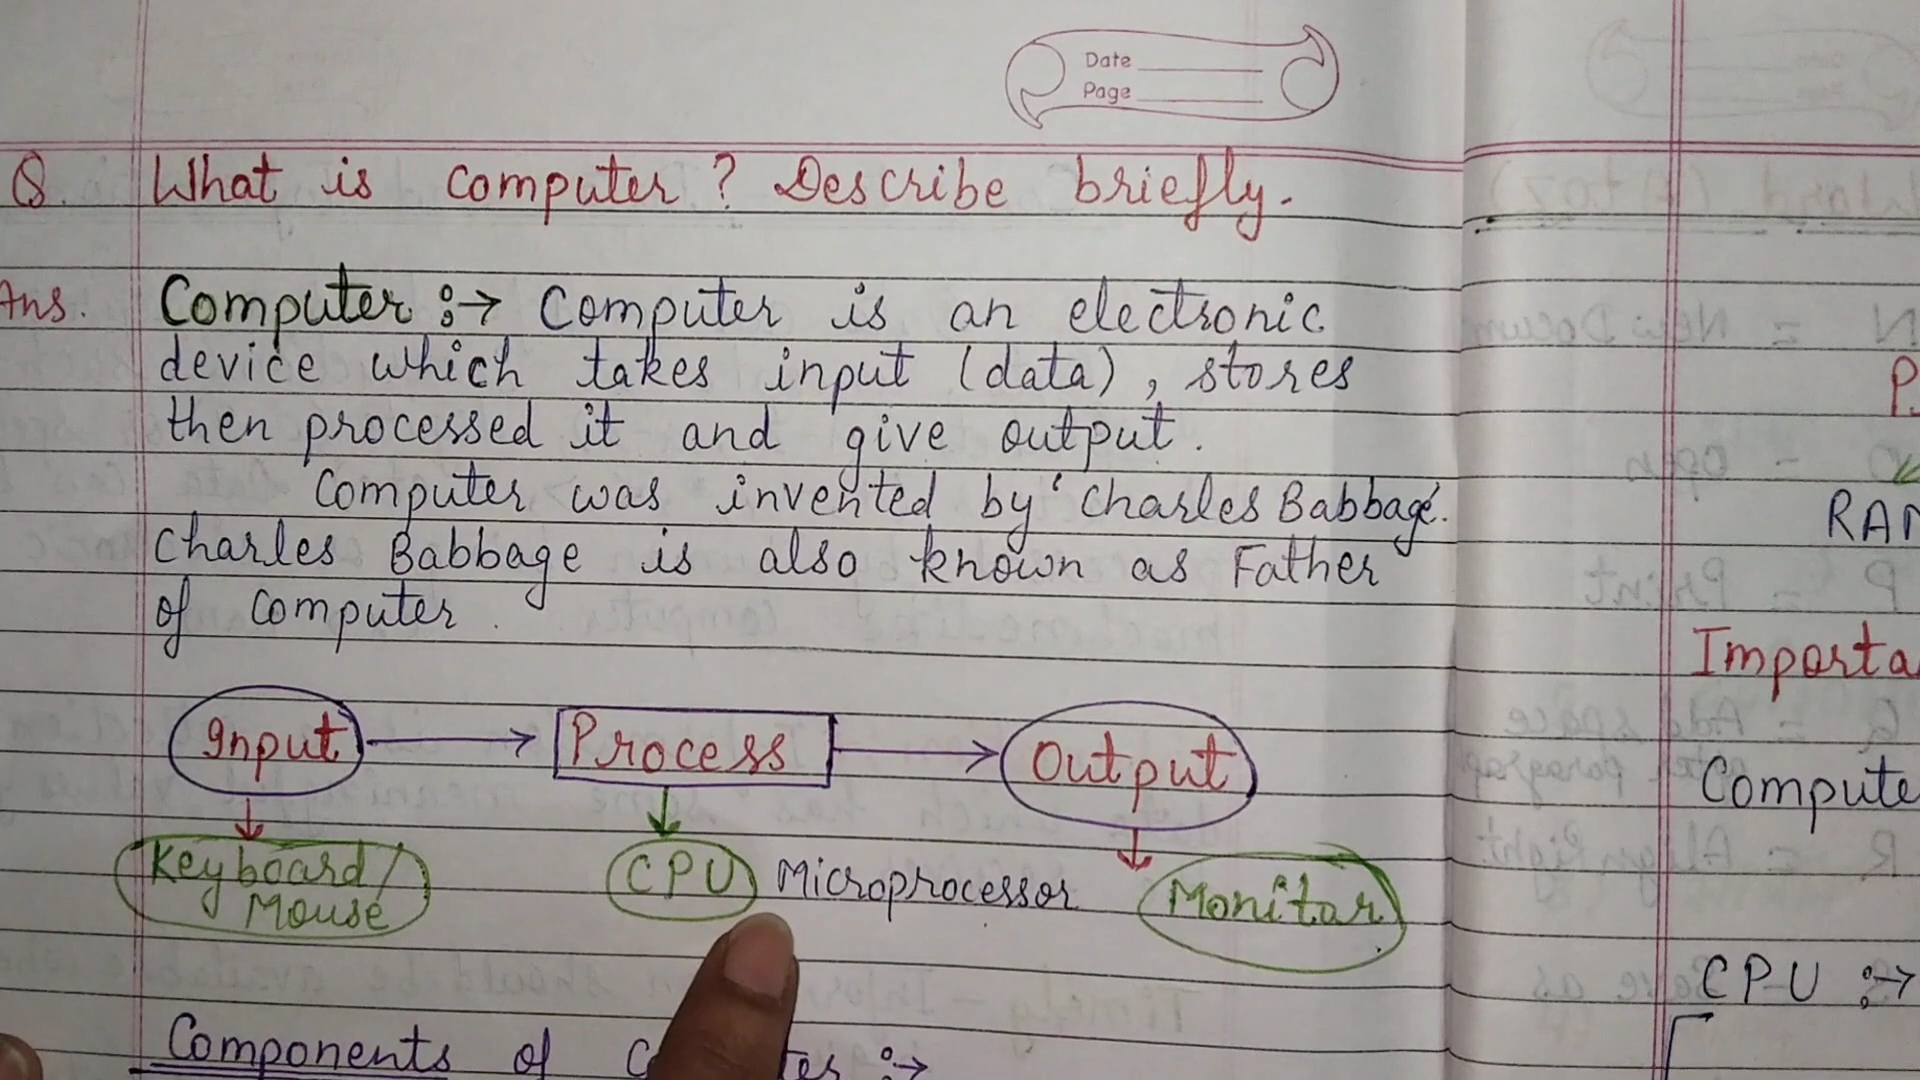 Date
Page
Q. What is computer? Describe briefly.
Ans. Computer :→ Computer is an electronic
device which takes input (data), stores
then processed it and give output.
Computer was invented by 'Charles Babbage'.
Charles Babbage is also known as Father
of computer.
Input → Process → Output
Keyboard/
Mouse
CPU Microprocessor
Monitar
Components of :→
RAM
Importa
Compute
CPU :→